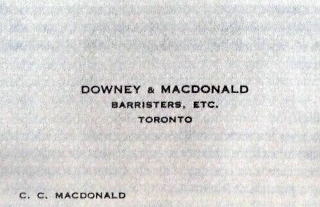 DOWNEY & MACDONALD
BARRISTERS, ETC.
TORONTO
C. C. MACDONALD